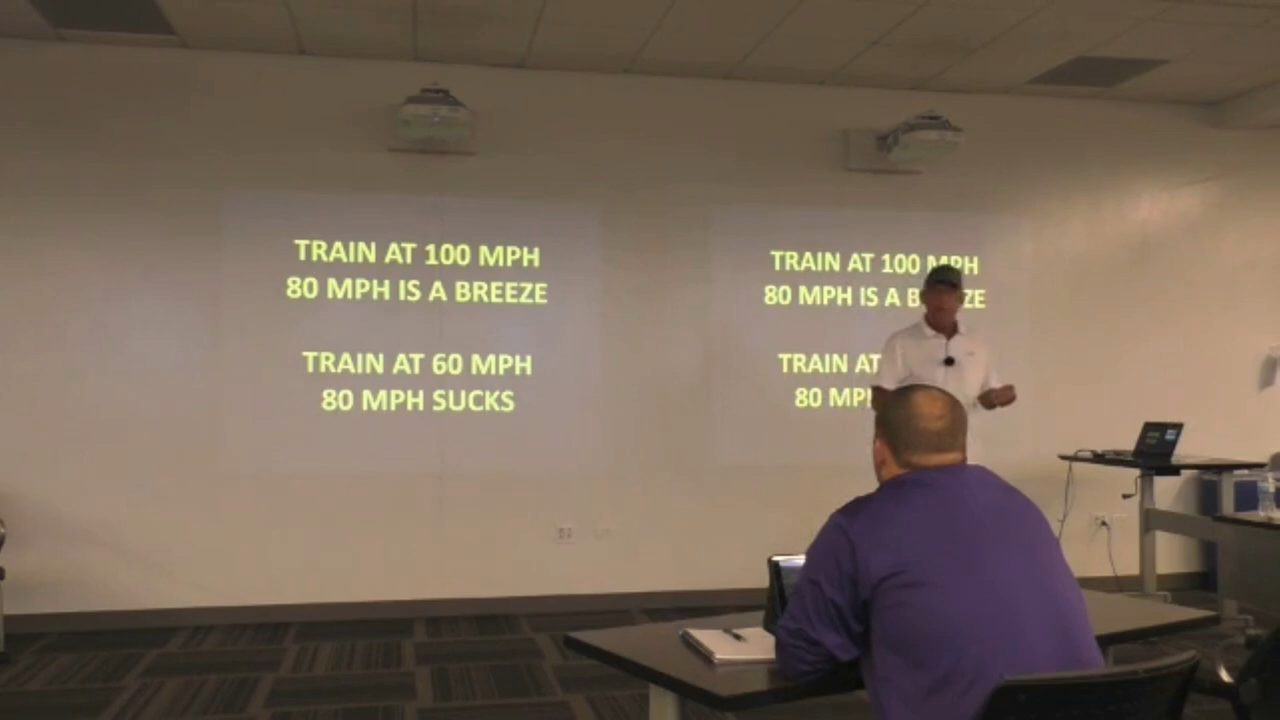 TRAIN AT 100 MPH
80 MPH IS A BREEZE
TRAIN AT 60 MPH
80 MPH SUCKS
TRAIN AT 100 MPH
80 MPH IS A B ZE
TRAIN AT
80 MPH